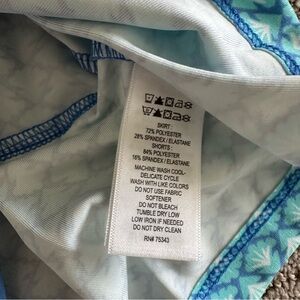 SKIRT:
72% POLYESTER
28% SPANDEX / ELASTANE
SHORTS:
84% POLYESTER
16% SPANDEX / ELASTANE
MACHINE WASH COOL-
DELICATE CYCLE
WASH WITH LIKE COLORS
DO NOT USE FABRIC
SOFTENER
DO NOT BLEACH
TUMBLE DRY LOW
LOW IRON IF NEEDED
DO NOT DRY CLEAN
RN# 75343